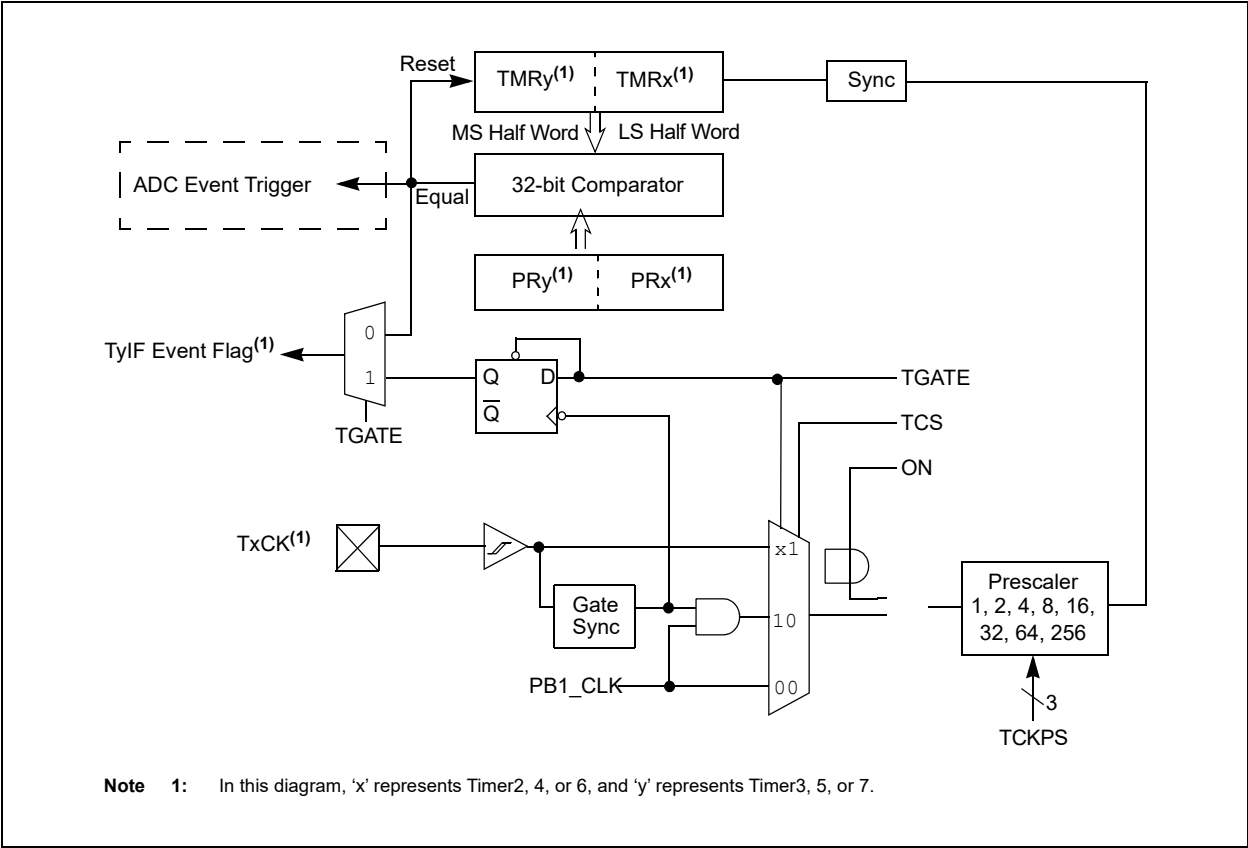 Reset
TMRy(1) TMRx(1)
Sync
MS Half Word LS Half Word
ADC Event Trigger
Equal
32-bit Comparator
PRy(1) PRx(1)
0
TyIF Event Flag(1)
1
TGATE
Q D
Q
TGATE
TCS
ON
TxCK(1)
x1
Gate
Sync
10
Prescaler
1, 2, 4, 8, 16,
32, 64, 256
PB1_CLK
00
3
TCKPS
Note 1: In this diagram, ‘x’ represents Timer2, 4, or 6, and ‘y’ represents Timer3, 5, or 7.